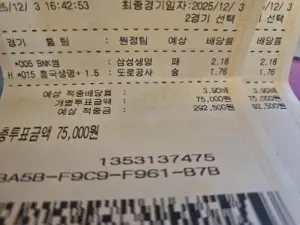 25/12/ 3 16:42:53 최종경기일자:2025/12/ 3
2경기 선택
경기 홈팀 : 원정팀 예상 배당률
*005 BNK썸 : 삼성생명 패 2.18
H *015 흥국생명+ 1.5 : 도로공사 승 1.76
예상 적중배당률 3.90배
개별투표금액 75,000원
예상 적중금 292,500원
총투표금액 75,000원
1353137475
BA5B-F9C9-F961-B7B